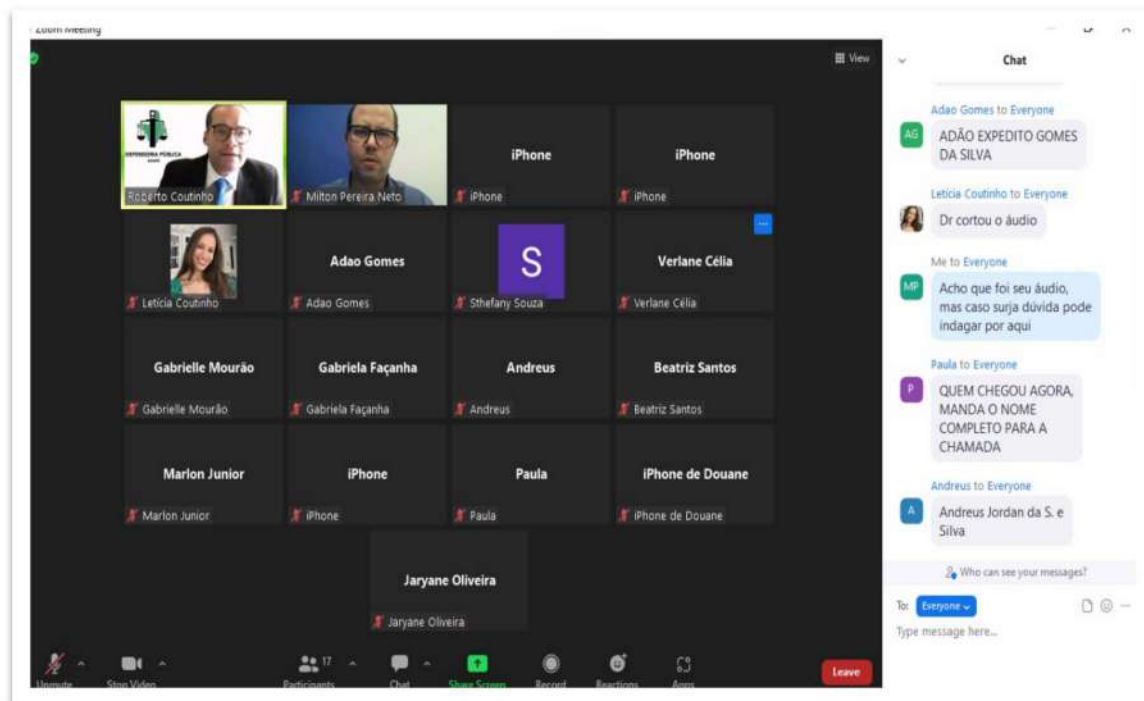 Zoom Meeting
View
DEFENSORIA PÚBLICA
Roberto Coutinho
Milton Pereira Neto
iPhone
iPhone
iPhone
iPhone
Letícia Coutinho
Adao Gomes
Adao Gomes
S
Sthefany Souza
Verlane Célia
Verlane Célia
Gabrielle Mourão
Gabrielle Mourão
Gabriela Façanha
Gabriela Façanha
Andreus
Andreus
Beatriz Santos
Beatriz Santos
Marlon Junior
Marlon Junior
iPhone
iPhone
Paula
Paula
iPhone de Douane
iPhone de Douane
Jaryane Oliveira
Jaryane Oliveira
Unmute
Stop Video
17
Participants
Chat
Share Screen
Record
Reactions
Apps
Leave
Chat
Adao Gomes to Everyone
AG
ADÃO EXPEDITO GOMES
DA SILVA
Letícia Coutinho to Everyone
Dr cortou o áudio
Me to Everyone
MP
Acho que foi seu áudio,
mas caso surja dúvida pode
indagar por aqui
Paula to Everyone
P
QUEM CHEGOU AGORA,
MANDA O NOME
COMPLETO PARA A
CHAMADA
Andreus to Everyone
A
Andreus Jordan da S. e
Silva
Who can see your messages?
To: Everyone
Type message here...